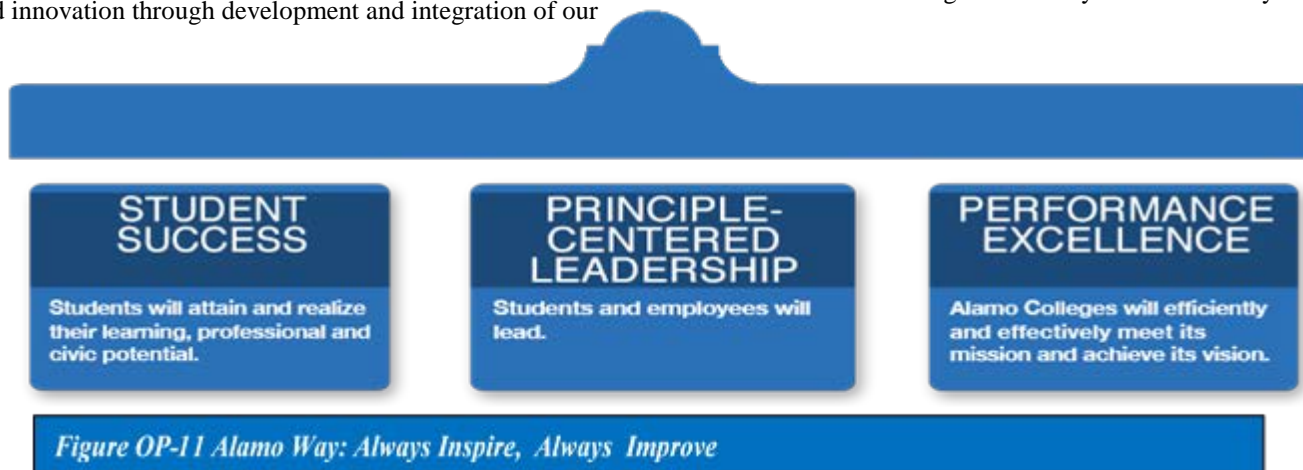 d innovation through development and integration of our
STUDENT
SUCCESS
Students will attain and realize
their learning, professional and
civic potential.
PRINCIPLE-
CENTERED
LEADERSHIP
Students and employees will
lead.
PERFORMANCE
EXCELLENCE
Alamo Colleges will efficiently
and effectively meet its
mission and achieve its vision.
Figure OP-11 Alamo Way: Always Inspire, Always Improve